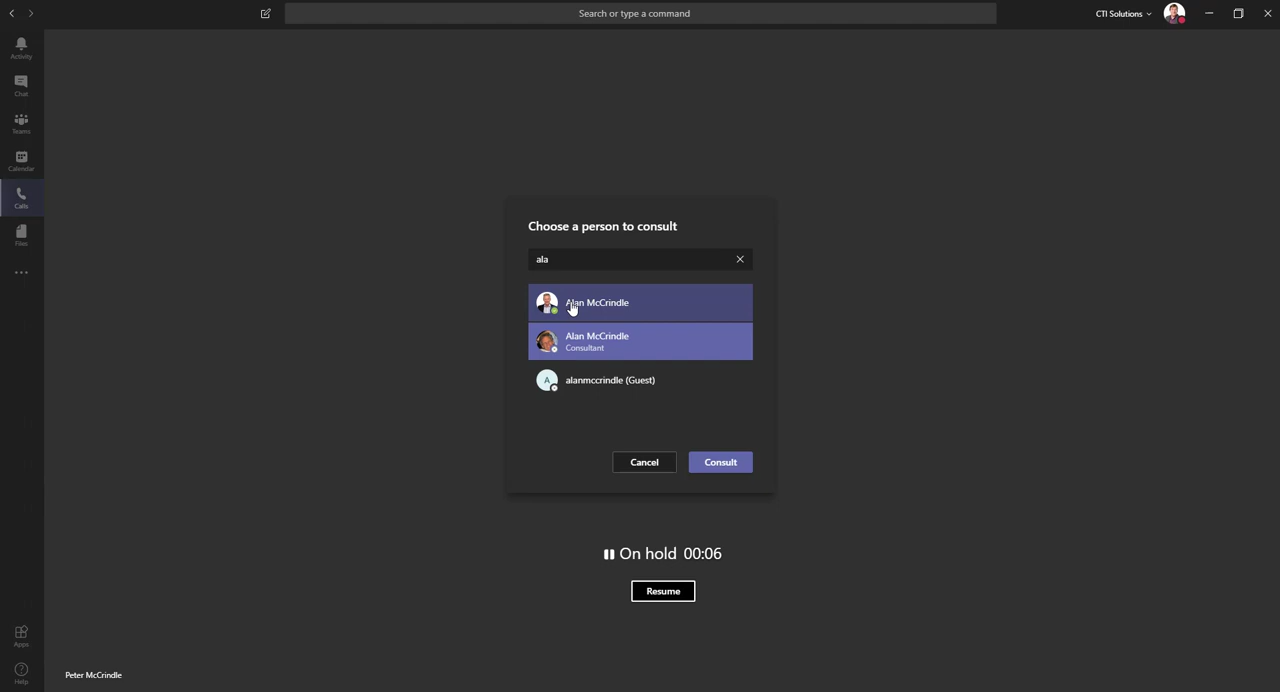 Search or type a command
CTI Solutions
Activity
Chat
Teams
Calendar
Calls
Files
Choose a person to consult
ala
Alan McCrindle
Alan McCrindle
Consultant
A
alanmccrindle (Guest)
Cancel
Consult
On hold 00:06
Resume
Apps
Help
Peter McCrindle